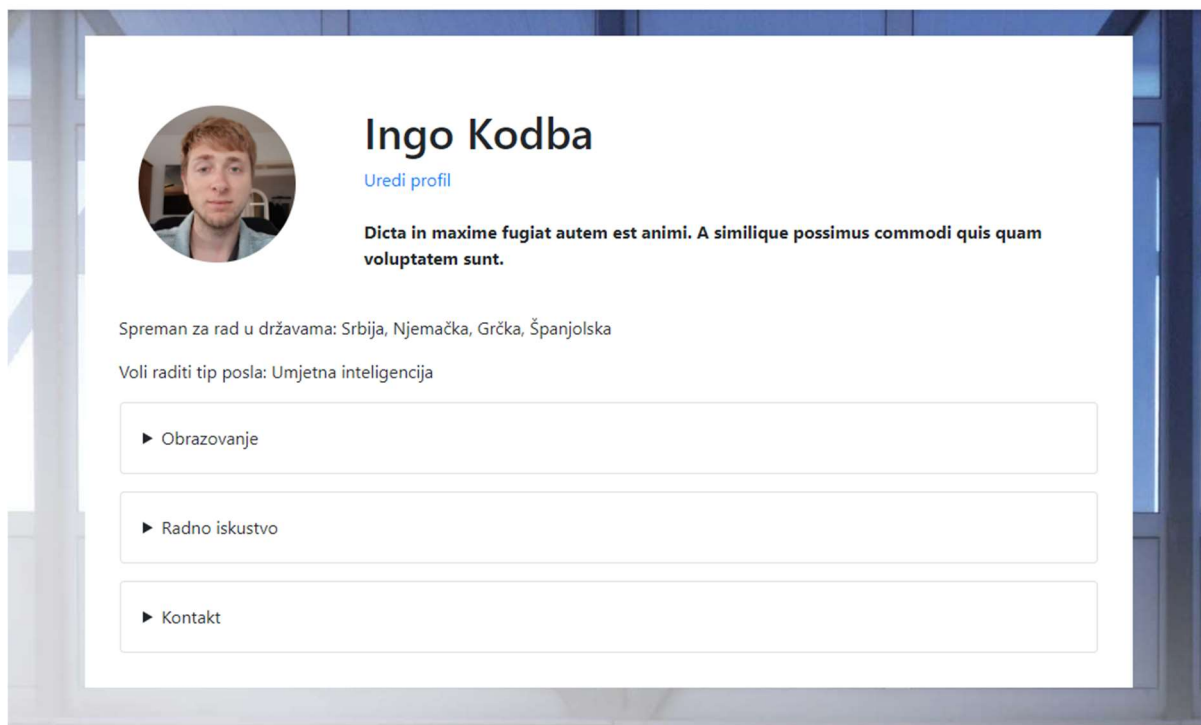 Ingo Kodba
Uredi profil
Dicta in maxime fugiat autem est animi. A similique possimus commodi quis quam
voluptatem sunt.
Spreman za rad u državama: Srbija, Njemačka, Grčka, Španjolska
Voli raditi tip posla: Umjetna inteligencija
Obrazovanje
Radno iskustvo
Kontakt